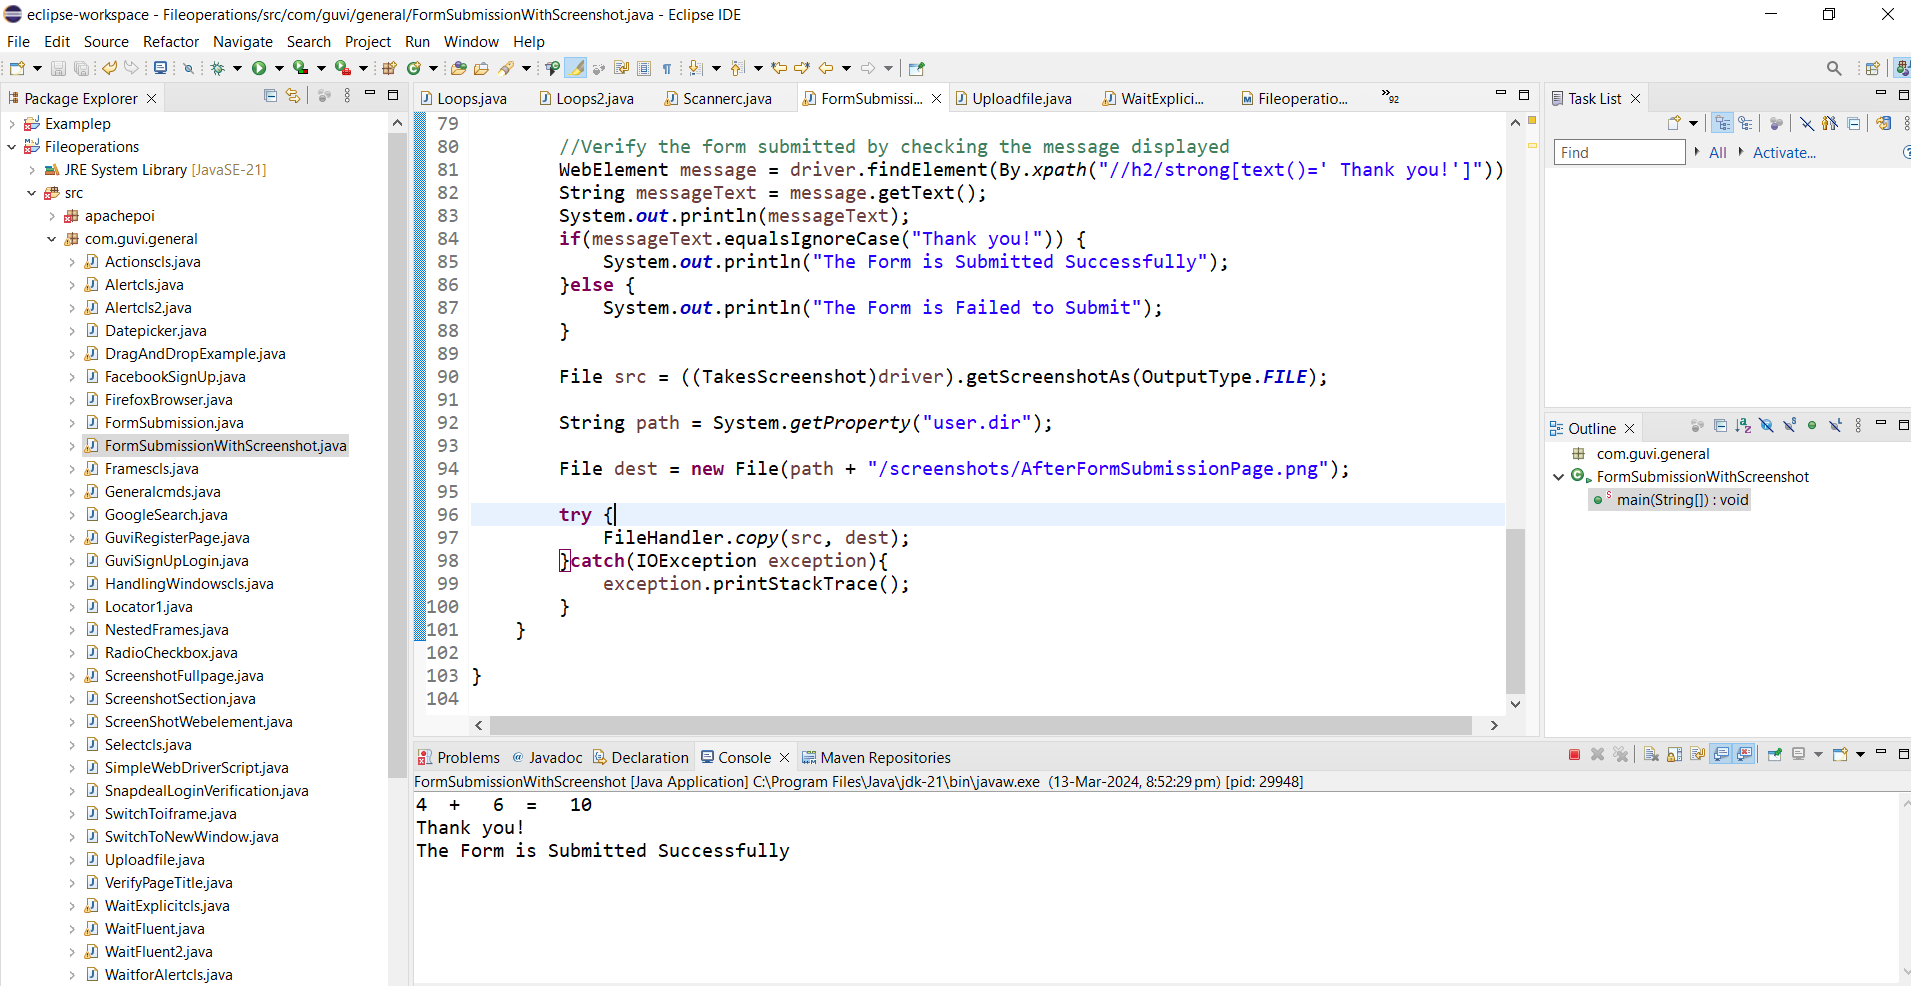 eclipse-workspace - Fileoperations/src/com/guvi/general/FormSubmissionWithScreenshot.java - Eclipse IDE
File Edit Source Refactor Navigate Search Project Run Window Help
Package Explorer
Examplep
Fileoperations
JRE System Library [JavaSE-21]
src
apachepoi
com.guvi.general
Actionscls.java
Alertcls.java
Alertcls2.java
Datepicker.java
DragAndDropExample.java
FacebookSignUp.java
FirefoxBrowser.java
FormSubmission.java
FormSubmissionWithScreenshot.java
Framescls.java
Generalcmds.java
GoogleSearch.java
GuviRegisterPage.java
GuviSignUpLogin.java
HandlingWindowscls.java
Locator1.java
NestedFrames.java
RadioCheckbox.java
ScreenshotFullpage.java
ScreenshotSection.java
ScreenShotWebelement.java
Selectcls.java
SimpleWebDriverScript.java
SnapdealLoginVerification.java
SwitchToiframe.java
SwitchToNewWindow.java
Uploadfile.java
VerifyPageTitle.java
WaitExplicitcls.java
WaitFluent.java
WaitFluent2.java
WaitforAlertcls.java
Loops.java Loops2.java Scannerc.java FormSubmissi... Uploadfile.java WaitExplici... Fileoperatio... »92
79
80 //Verify the form submitted by checking the message displayed
81 WebElement message = driver.findElement(By.xpath("//h2/strong[text()=' Thank you!']"))
82 String messageText = message.getText();
83 System.out.println(messageText);
84 if(messageText.equalsIgnoreCase("Thank you!")) {
85 System.out.println("The Form is Submitted Successfully");
86 }else {
87 System.out.println("The Form is Failed to Submit");
88 }
89
90 File src = ((TakesScreenshot)driver).getScreenshotAs(OutputType.FILE);
91
92 String path = System.getProperty("user.dir");
93
94 File dest = new File(path + "/screenshots/AfterFormSubmissionPage.png");
95
96 try {
97 FileHandler.copy(src, dest);
98 }catch(IOException exception){
99 exception.printStackTrace();
100 }
101 }
102
103 }
104
Task List
Find All Activate...
Outline
com.guvi.general
FormSubmissionWithScreenshot
main(String[]) : void
Problems Javadoc Declaration Console Maven Repositories
FormSubmissionWithScreenshot [Java Application] C:\Program Files\Java\jdk-21\bin\javaw.exe (13-Mar-2024, 8:52:29 pm) [pid: 29948]
4 + 6 = 10
Thank you!
The Form is Submitted Successfully